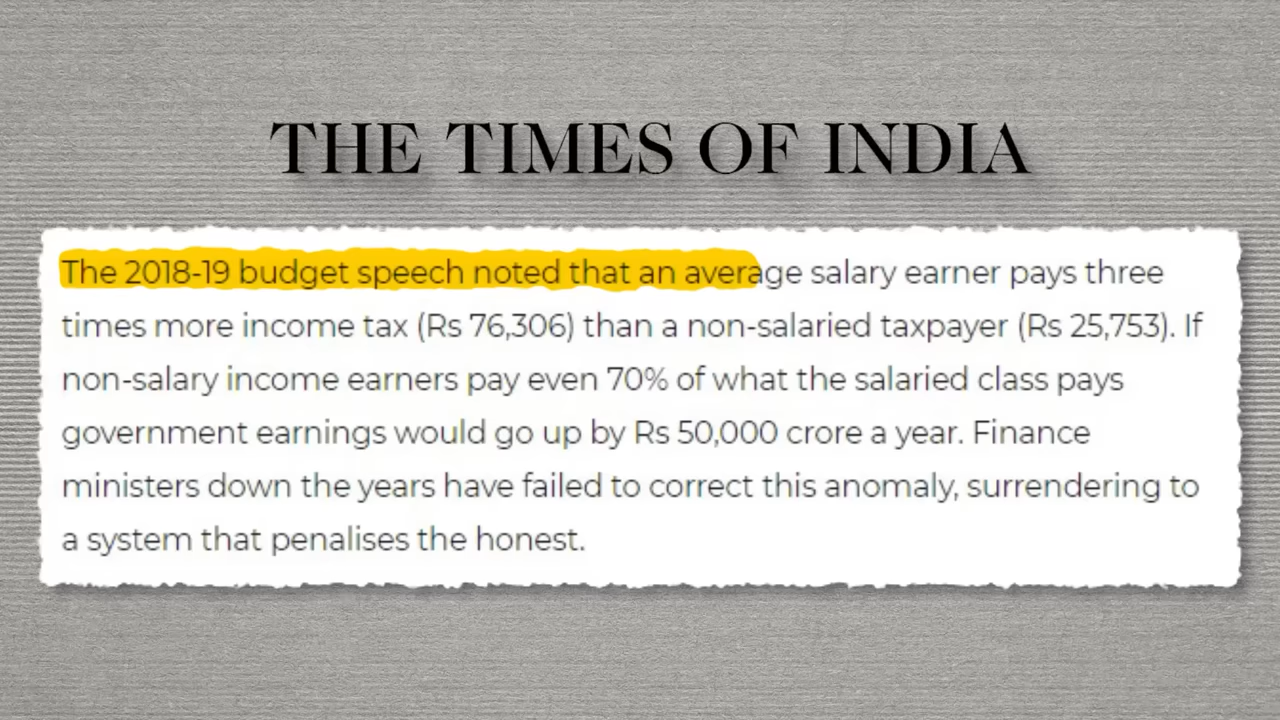 THE TIMES OF INDIA
The 2018-19 budget speech noted that an average salary earner pays three
times more income tax (Rs 76,306) than a non-salaried taxpayer (Rs 25,753). If
non-salary income earners pay even 70% of what the salaried class pays
government earnings would go up by Rs 50,000 crore a year. Finance
ministers down the years have failed to correct this anomaly, surrendering to
a system that penalises the honest.